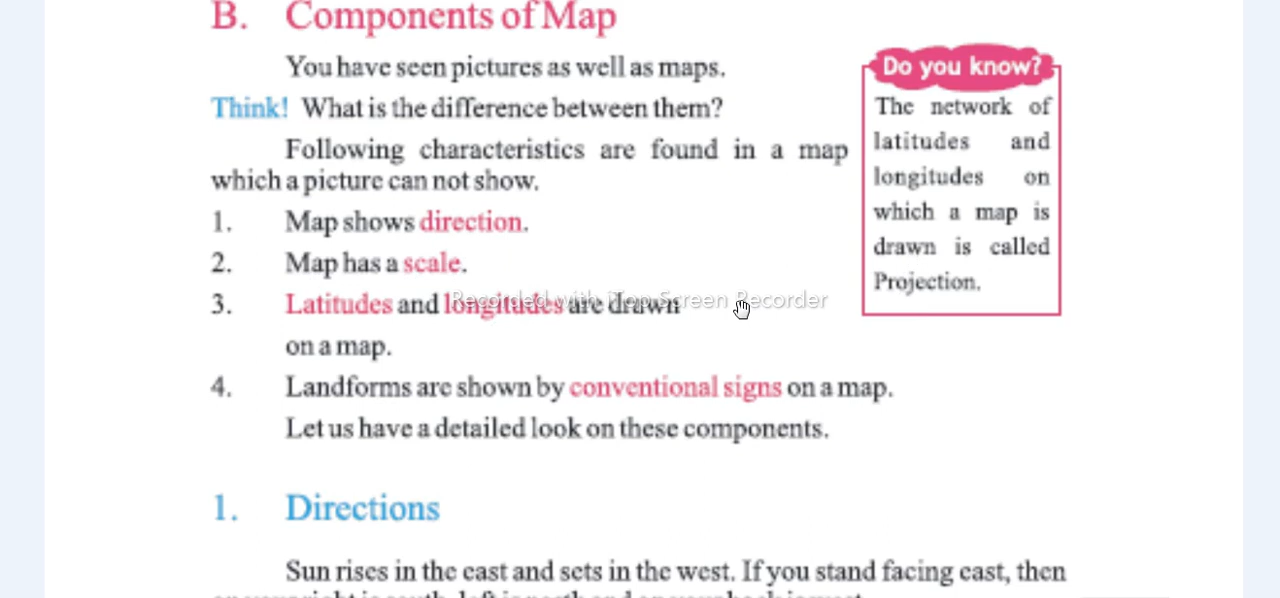 B. Components of Map
You have seen pictures as well as maps.
Think! What is the difference between them?
Following characteristics are found in a map
which a picture can not show.
1. Map shows direction.
2. Map has a scale.
3. Latitudes and longitudes are drawn
on a map.
4. Landforms are shown by conventional signs on a map.
Let us have a detailed look on these components.
Do you know?
The network of
latitudes and
longitudes on
which a map is
drawn is called
Projection.
Recorded with iTop Screen Recorder
1. Directions
Sun rises in the east and sets in the west. If you stand facing east, then